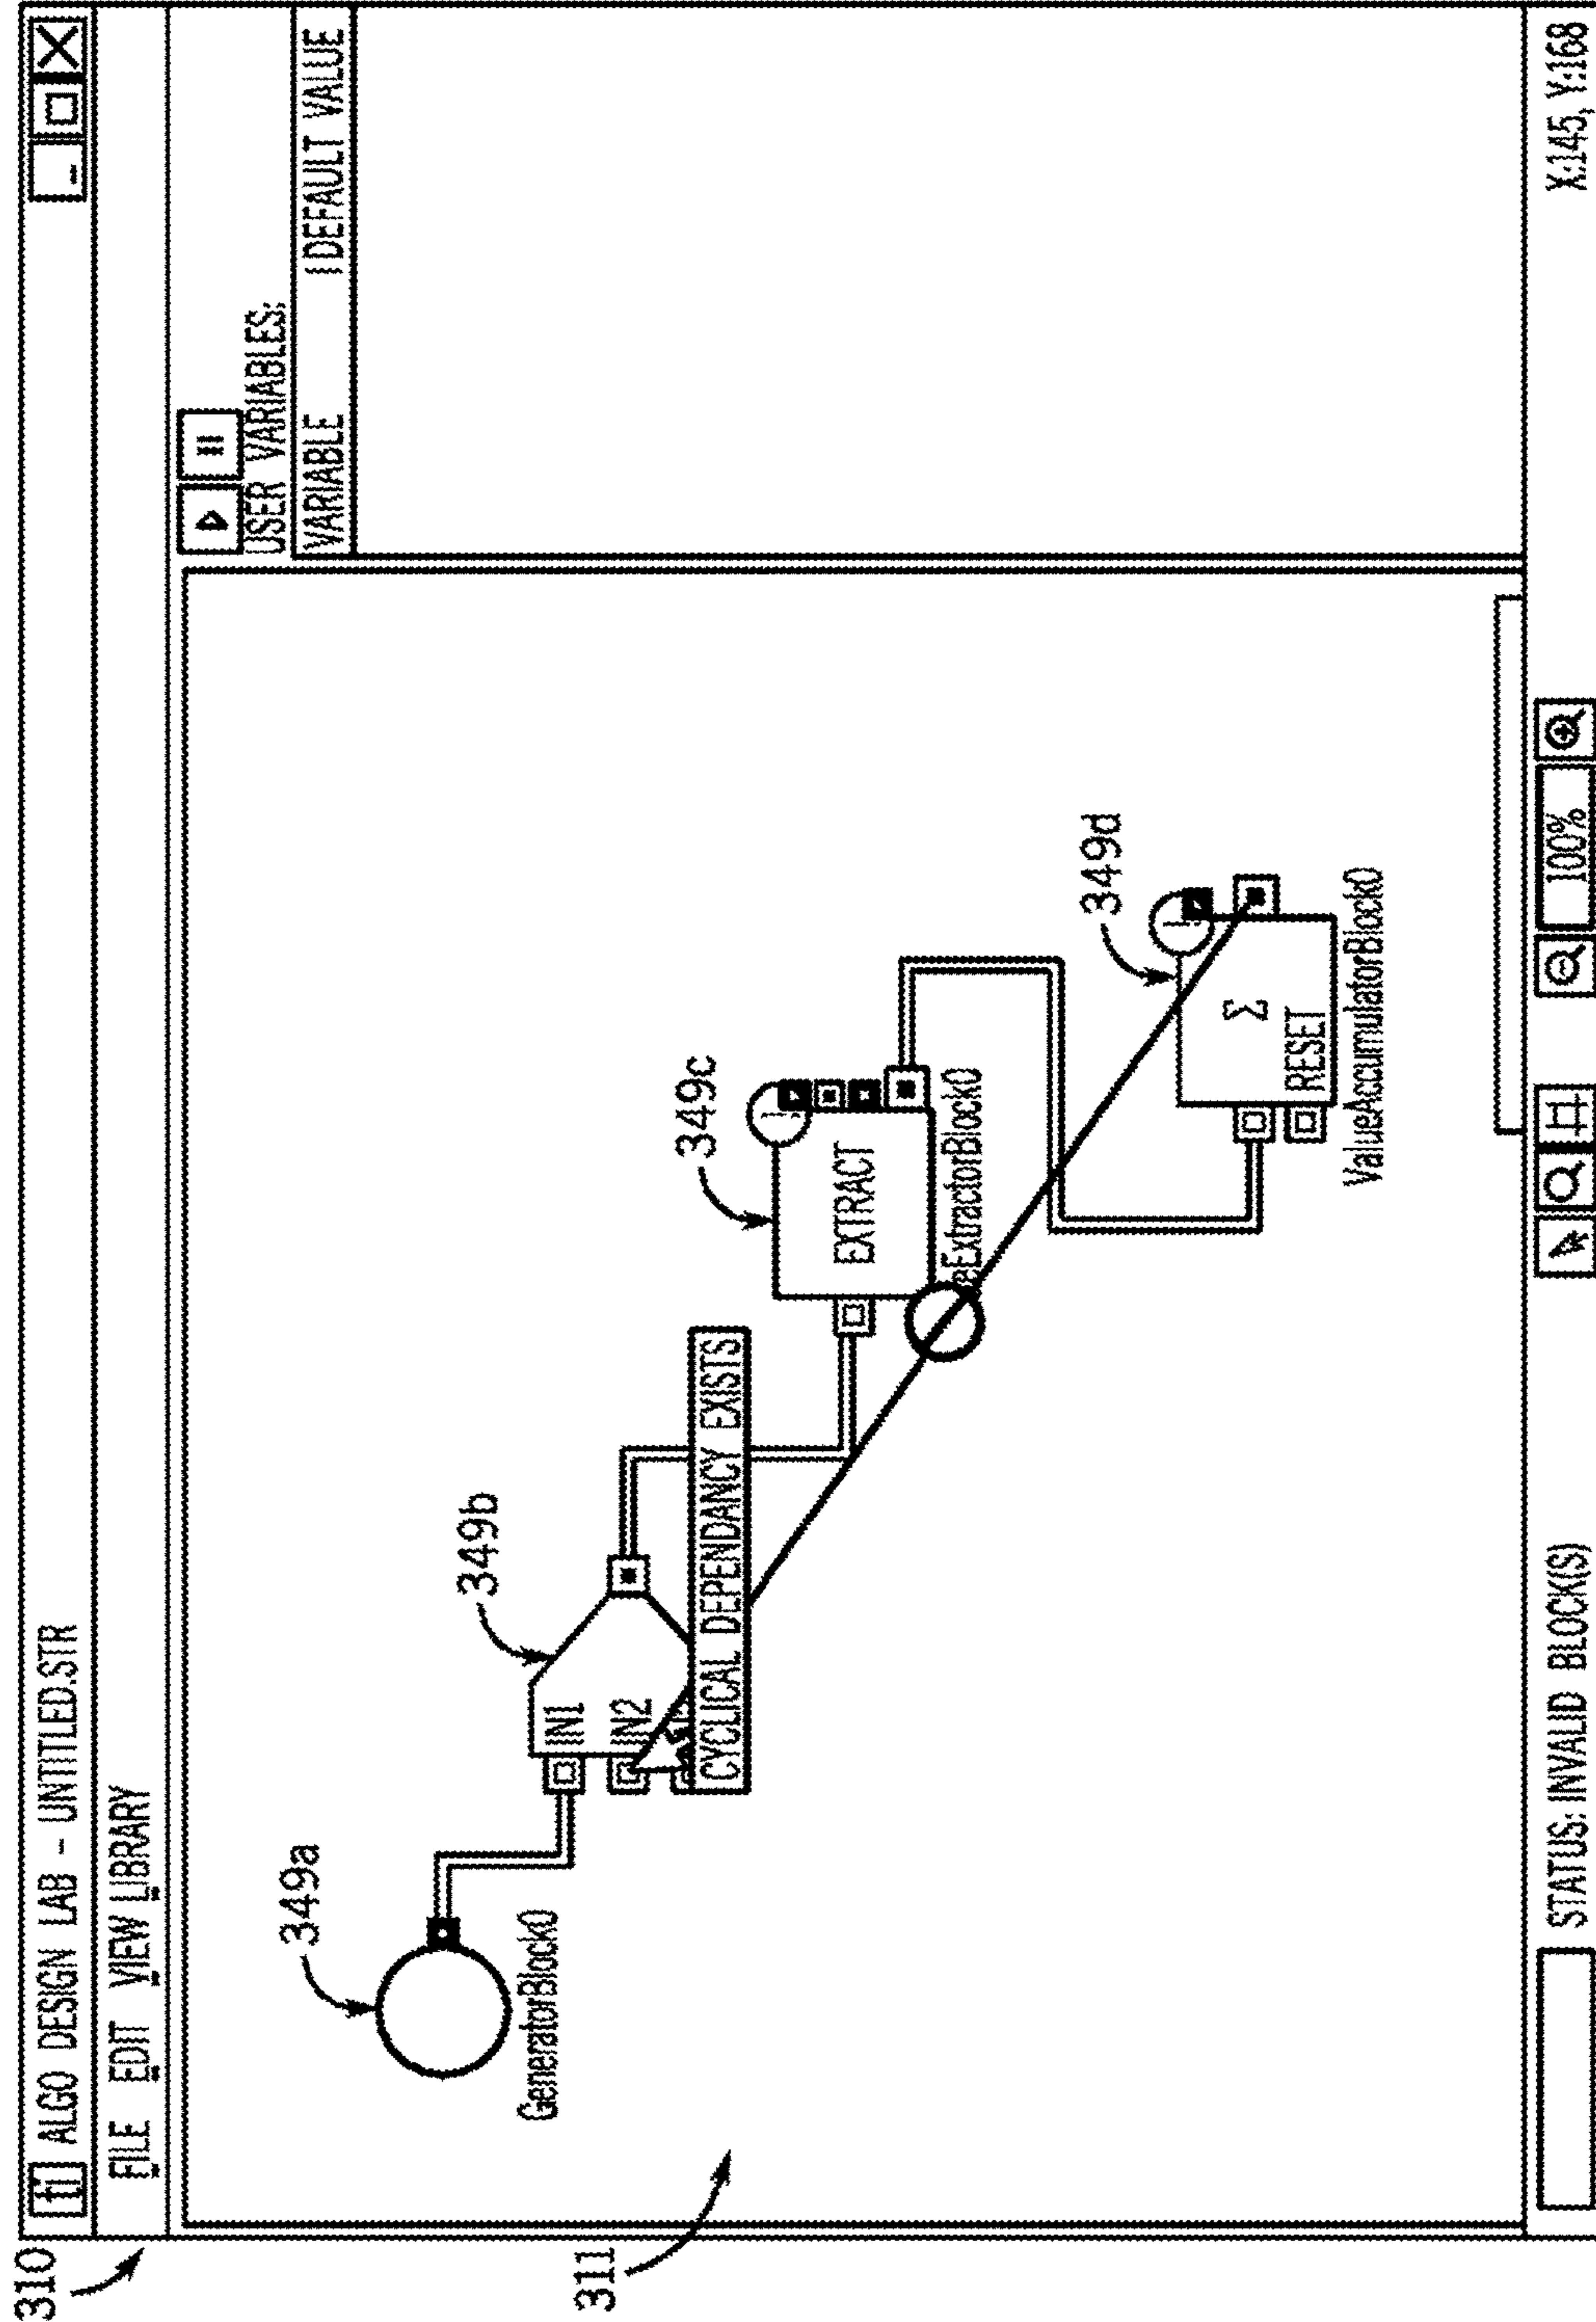 310
ALGO DESIGN LAB - UNTITLED.STR
FILE EDIT VIEW LIBRARY
USER VARIABLES:
VARIABLE DEFAULT VALUE
311
349a
GeneratorBlock0
349b
IN1
IN2
CYCLICAL DEPENDANCY EXISTS
349c
EXTRACT
eExtractorBlock0
349d
Σ
RESET
ValueAccumulatorBlock0
STATUS: INVALID BLOCK(S)
100%
X:145, Y:168